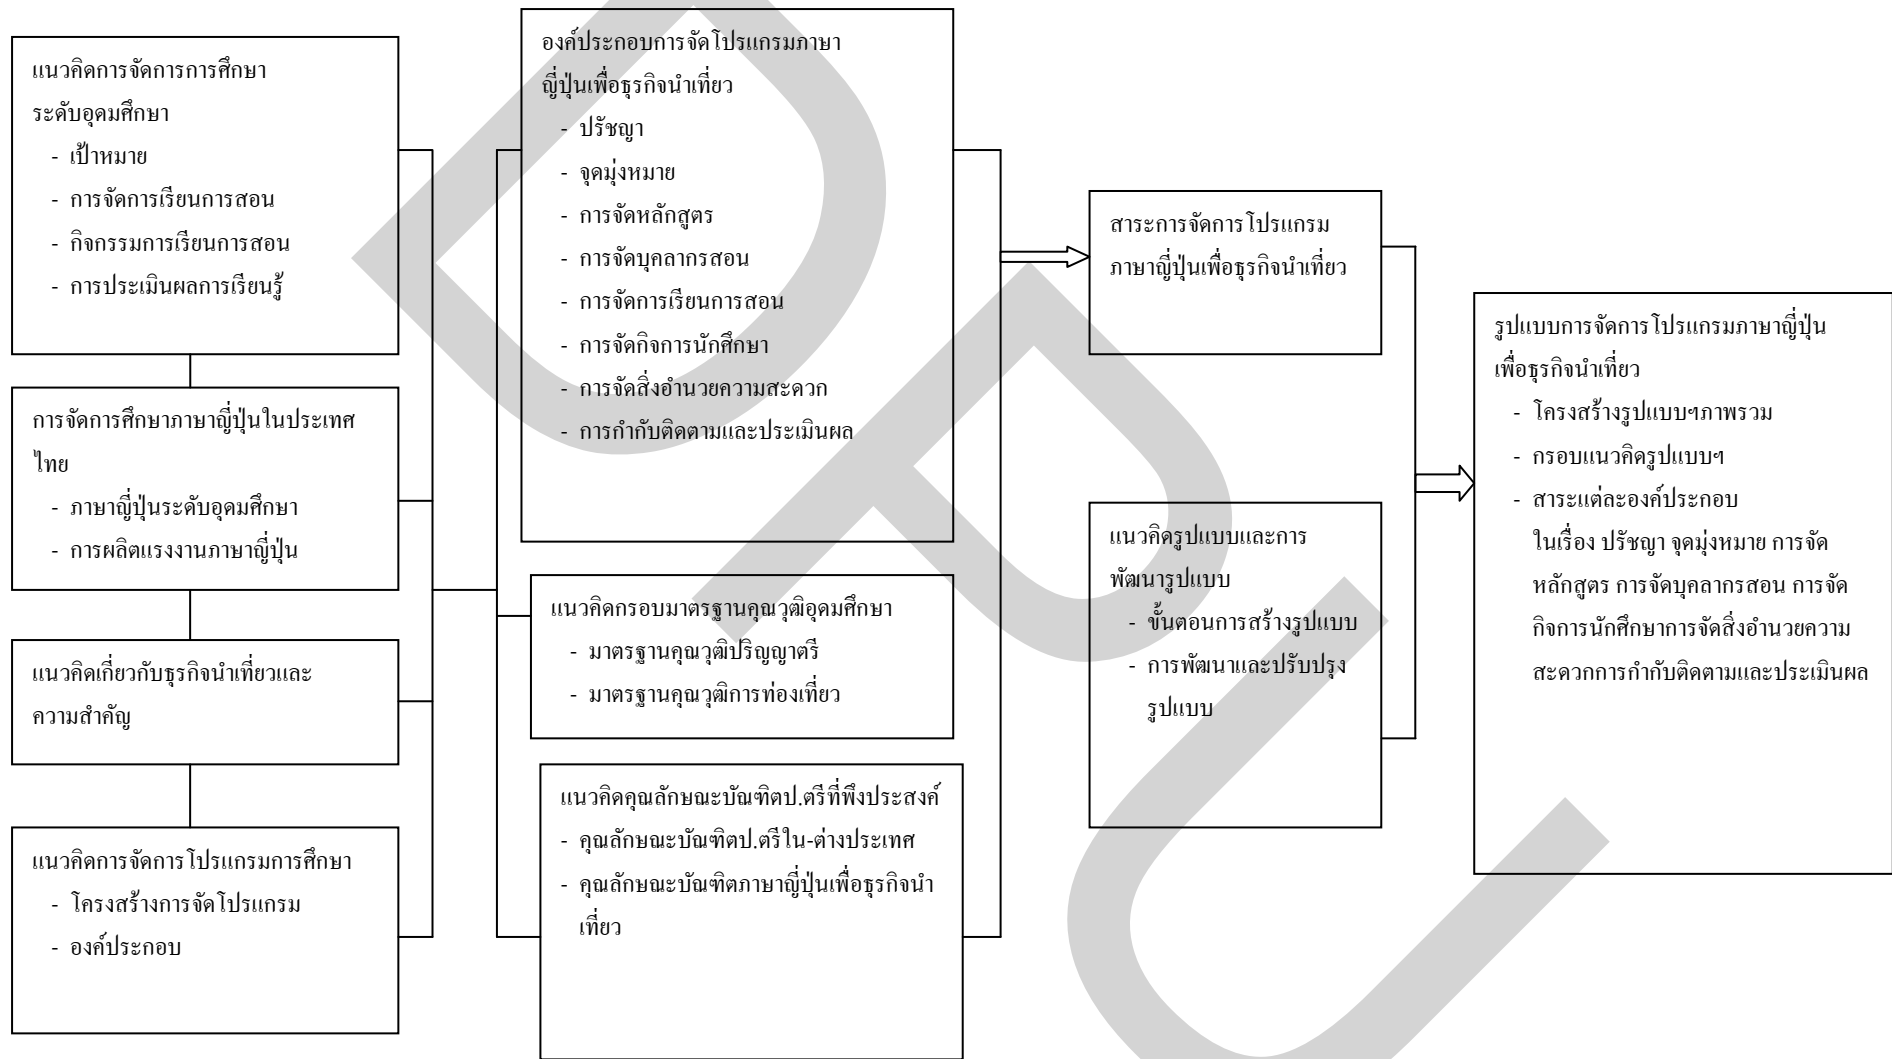 แนวคิดการจัดการการศึกษา
ระดับอุดมศึกษา
- เป้าหมาย
- การจัดการเรียนการสอน
- กิจกรรมการเรียนการสอน
- การประเมินผลการเรียนรู้
การจัดการศึกษาภาษาญี่ปุ่นในประเทศ
ไทย
- ภาษาญี่ปุ่นระดับอุดมศึกษา
- การผลิตแรงงานภาษาญี่ปุ่น
แนวคิดเกี่ยวกับธุรกิจนำเที่ยวและ
ความสำคัญ
แนวคิดการจัดการโปรแกรมการศึกษา
- โครงสร้างการจัดโปรแกรม
- องค์ประกอบ
องค์ประกอบการจัดโปรแกรมภาษา
ญี่ปุ่นเพื่อธุรกิจนำเที่ยว
- ปรัชญา
- จุดมุ่งหมาย
- การจัดหลักสูตร
- การจัดบุคลากรสอน
- การจัดการเรียนการสอน
- การจัดกิจการนักศึกษา
- การจัดสิ่งอำนวยความสะดวก
- การกำกับติดตามและประเมินผล
แนวคิดกรอบมาตรฐานคุณวุฒิอุดมศึกษา
- มาตรฐานคุณวุฒิปริญญาตรี
- มาตรฐานคุณวุฒิการท่องเที่ยว
แนวคิดคุณลักษณะบัณฑิตป.ตรีที่พึงประสงค์
- คุณลักษณะบัณฑิตป.ตรีใน-ต่างประเทศ
- คุณลักษณะบัณฑิตภาษาญี่ปุ่นเพื่อธุรกิจนำ
เที่ยว
สาระการจัดการโปรแกรม
ภาษาญี่ปุ่นเพื่อธุรกิจนำเที่ยว
แนวคิดรูปแบบและการ
พัฒนารูปแบบ
- ขั้นตอนการสร้างรูปแบบ
- การพัฒนาและปรับปรุง
รูปแบบ
รูปแบบการจัดการโปรแกรมภาษาญี่ปุ่น
เพื่อธุรกิจนำเที่ยว
- โครงสร้างรูปแบบฯภาพรวม
- กรอบแนวคิดรูปแบบฯ
- สาระแต่ละองค์ประกอบ
ในเรื่อง ปรัชญา จุดมุ่งหมาย การจัด
หลักสูตร การจัดบุคลากรสอน การจัด
กิจการนักศึกษาการจัดสิ่งอำนวยความ
สะดวกการกำกับติดตามและประเมินผล
DPU